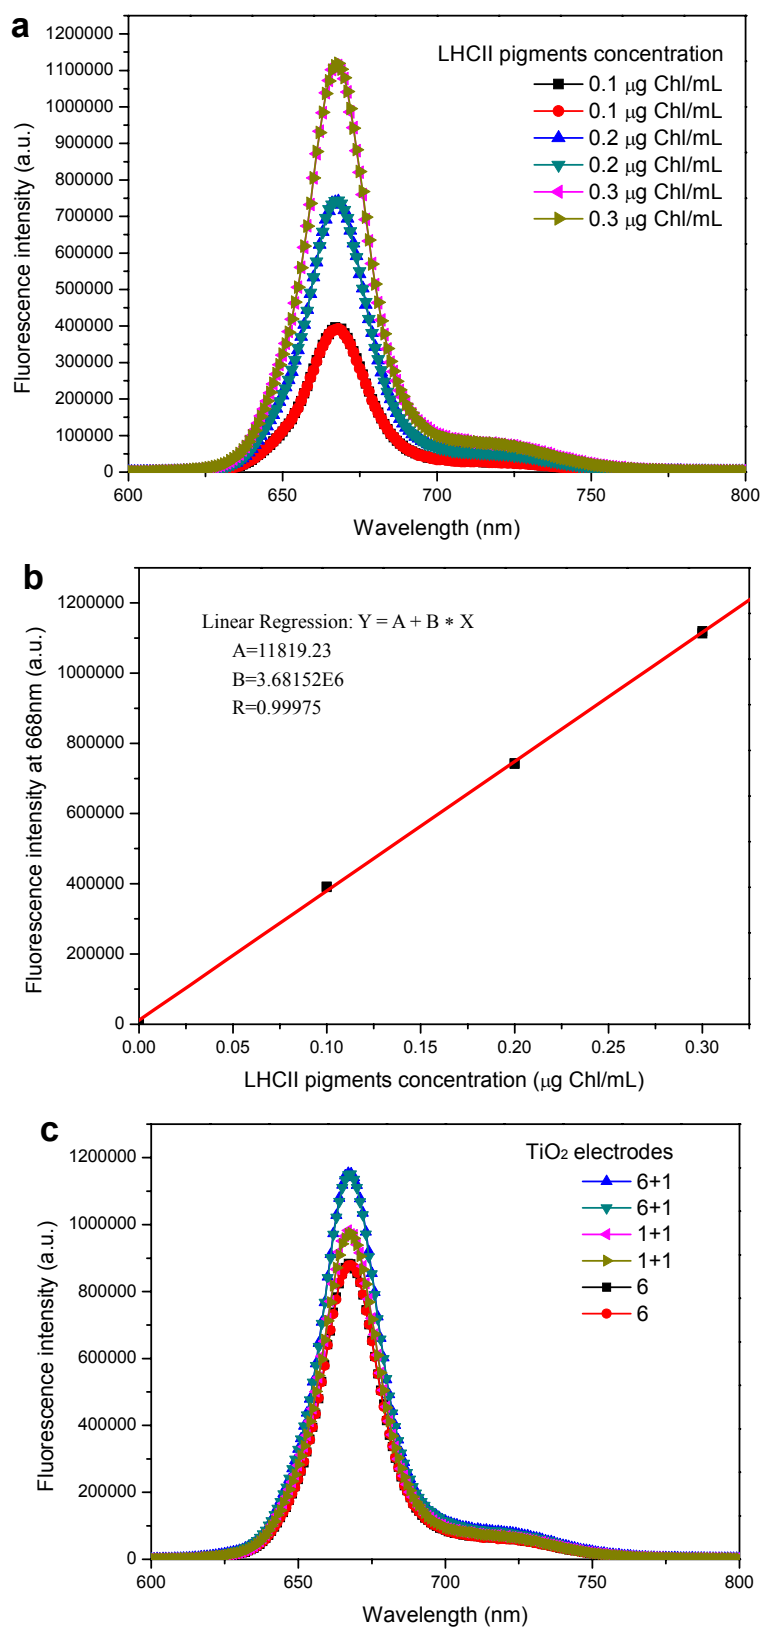 a
1200000
1100000
1000000
900000
800000
700000
600000
500000
400000
300000
200000
100000
0
Fluorescence intensity (a.u.)
LHCII pigments concentration
0.1 μg Chl/mL
0.1 μg Chl/mL
0.2 μg Chl/mL
0.2 μg Chl/mL
0.3 μg Chl/mL
0.3 μg Chl/mL
600 650 700 750 800
Wavelength (nm)
b
1200000
1000000
800000
600000
400000
200000
0
Fluorescence intensity at 668nm (a.u.)
Linear Regression: Y = A + B * X
A=11819.23
B=3.68152E6
R=0.99975
0.00 0.05 0.10 0.15 0.20 0.25 0.30
LHCII pigments concentration (μg Chl/mL)
c
1200000
1000000
800000
600000
400000
200000
0
Fluorescence intensity (a.u.)
TiO₂ electrodes
6+1
6+1
1+1
1+1
6
6
600 650 700 750 800
Wavelength (nm)